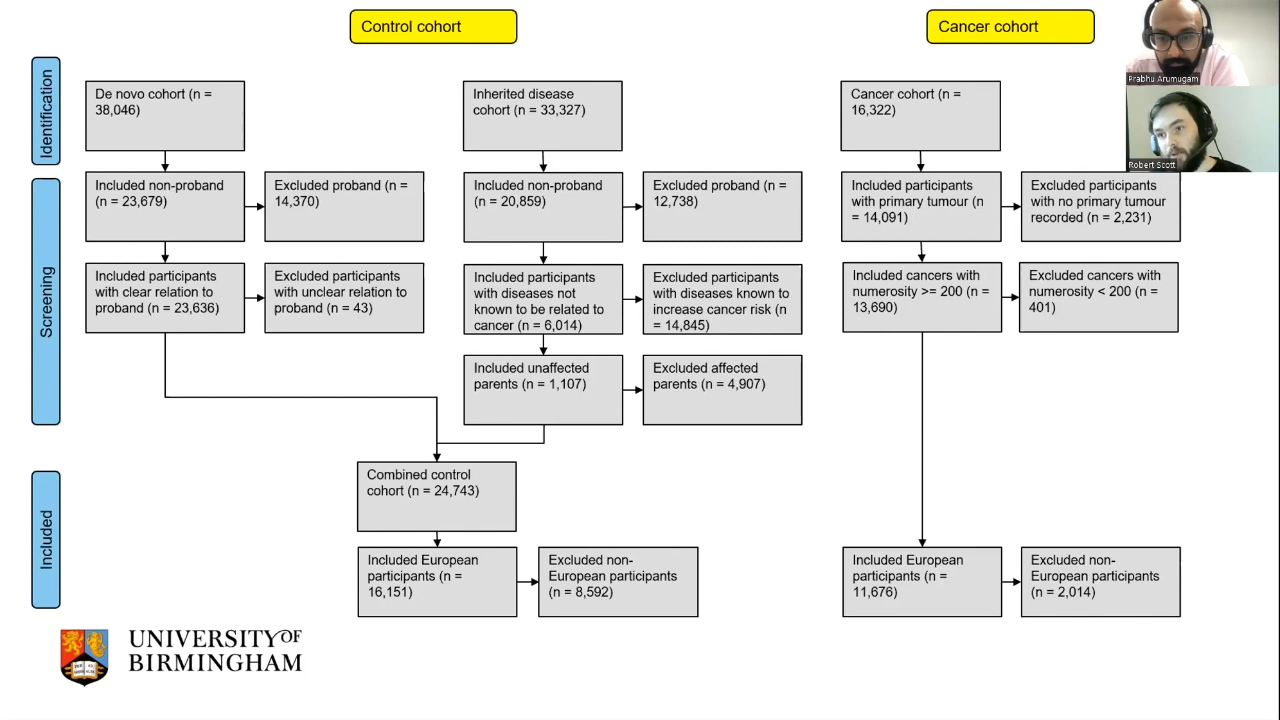 Control cohort
Cancer cohort
Prabhu Arumugam
Robert Scott
Identification
De novo cohort (n =
38,046)
Inherited disease
cohort (n = 33,327)
Cancer cohort (n =
16,322)
Screening
Included non-proband
(n = 23,679)
Excluded proband (n =
14,370)
Included non-proband
(n = 20,859)
Excluded proband (n =
12,738)
Included participants
with primary tumour (n
= 14,091)
Excluded participants
with no primary tumour
recorded (n = 2,231)
Included participants
with clear relation to
proband (n = 23,636)
Excluded participants
with unclear relation to
proband (n = 43)
Included participants
with diseases not
known to be related to
cancer (n = 6,014)
Excluded participants
with diseases known to
increase cancer risk (n
= 14,845)
Included cancers with
numerosity >= 200 (n =
13,690)
Excluded cancers with
numerosity < 200 (n =
401)
Included unaffected
parents (n = 1,107)
Excluded affected
parents (n = 4,907)
Included
Combined control
cohort (n = 24,743)
Included European
participants (n =
16,151)
Excluded non-
European participants
(n = 8,592)
Included European
participants (n =
11,676)
Excluded non-
European participants
(n = 2,014)
UNIVERSITY OF
BIRMINGHAM